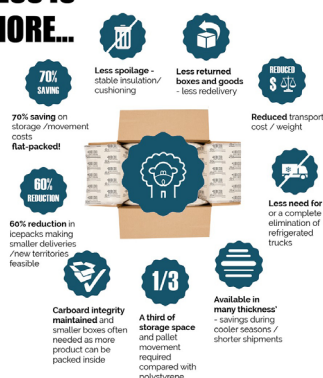 MORE...
70%
SAVING
70% saving on
storage /movement
costs
flat-packed!
Less spoilage -
stable insulation/
cushioning
Less returned
boxes and goods
- less redelivery
REDUCED
$
Reduced transport
cost / weight
60%
REDUCTION
60% reduction in
icepacks making
smaller deliveries
/new territories
feasible
Less need for
or a complete
elimination of
refrigerated
trucks
Carboard integrity
maintained and
smaller boxes often
needed as more
product can be
packed inside
1/3
A third of
storage space
and pallet
movement
required
compared with
polystyrene
Available in
many thickness'
- savings during
cooler seasons /
shorter shipments